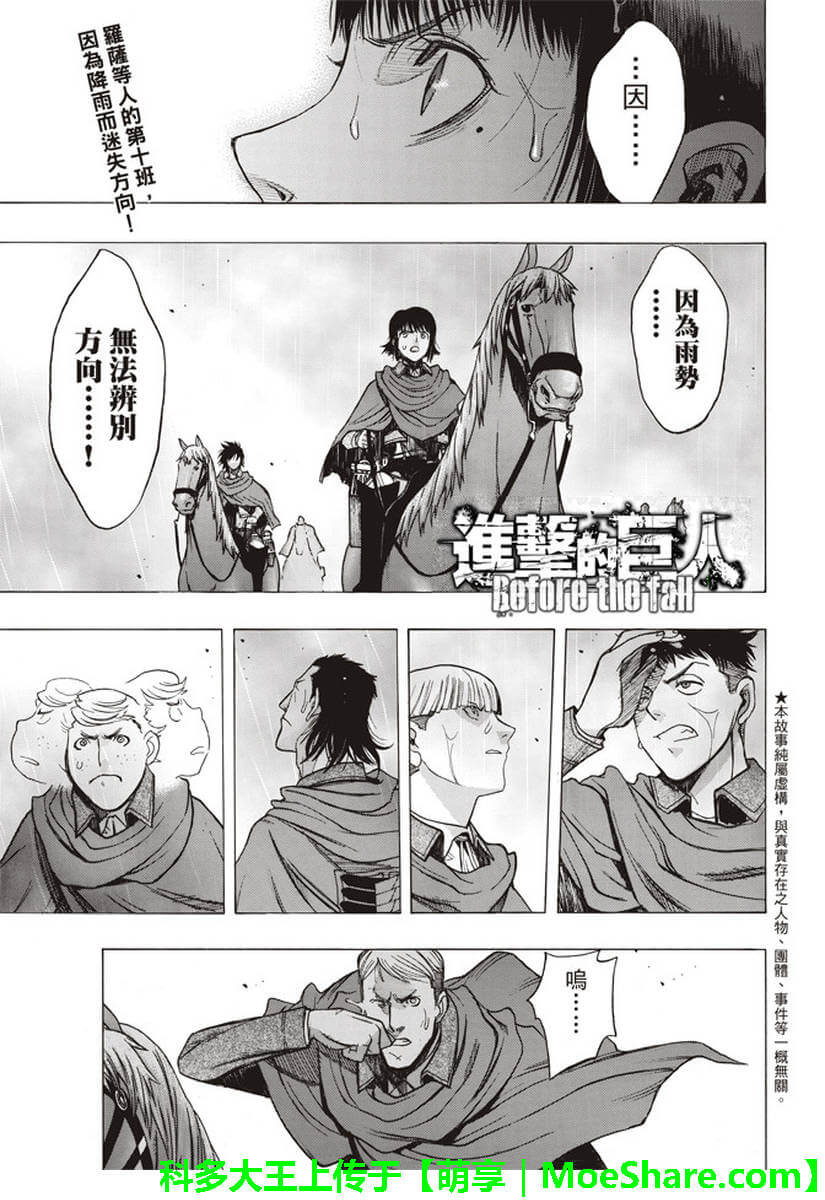 …因……
羅薩等人的第十班，
因為降雨而迷失方向！
因為雨勢
……
無法辨別
方向……！
進擊的巨人
Before the fall
★本故事純屬虛構，與真實存在之人物、團體、事件等一概無關。
嗚……
科多大王上传于【萌享｜MoeShare.com】